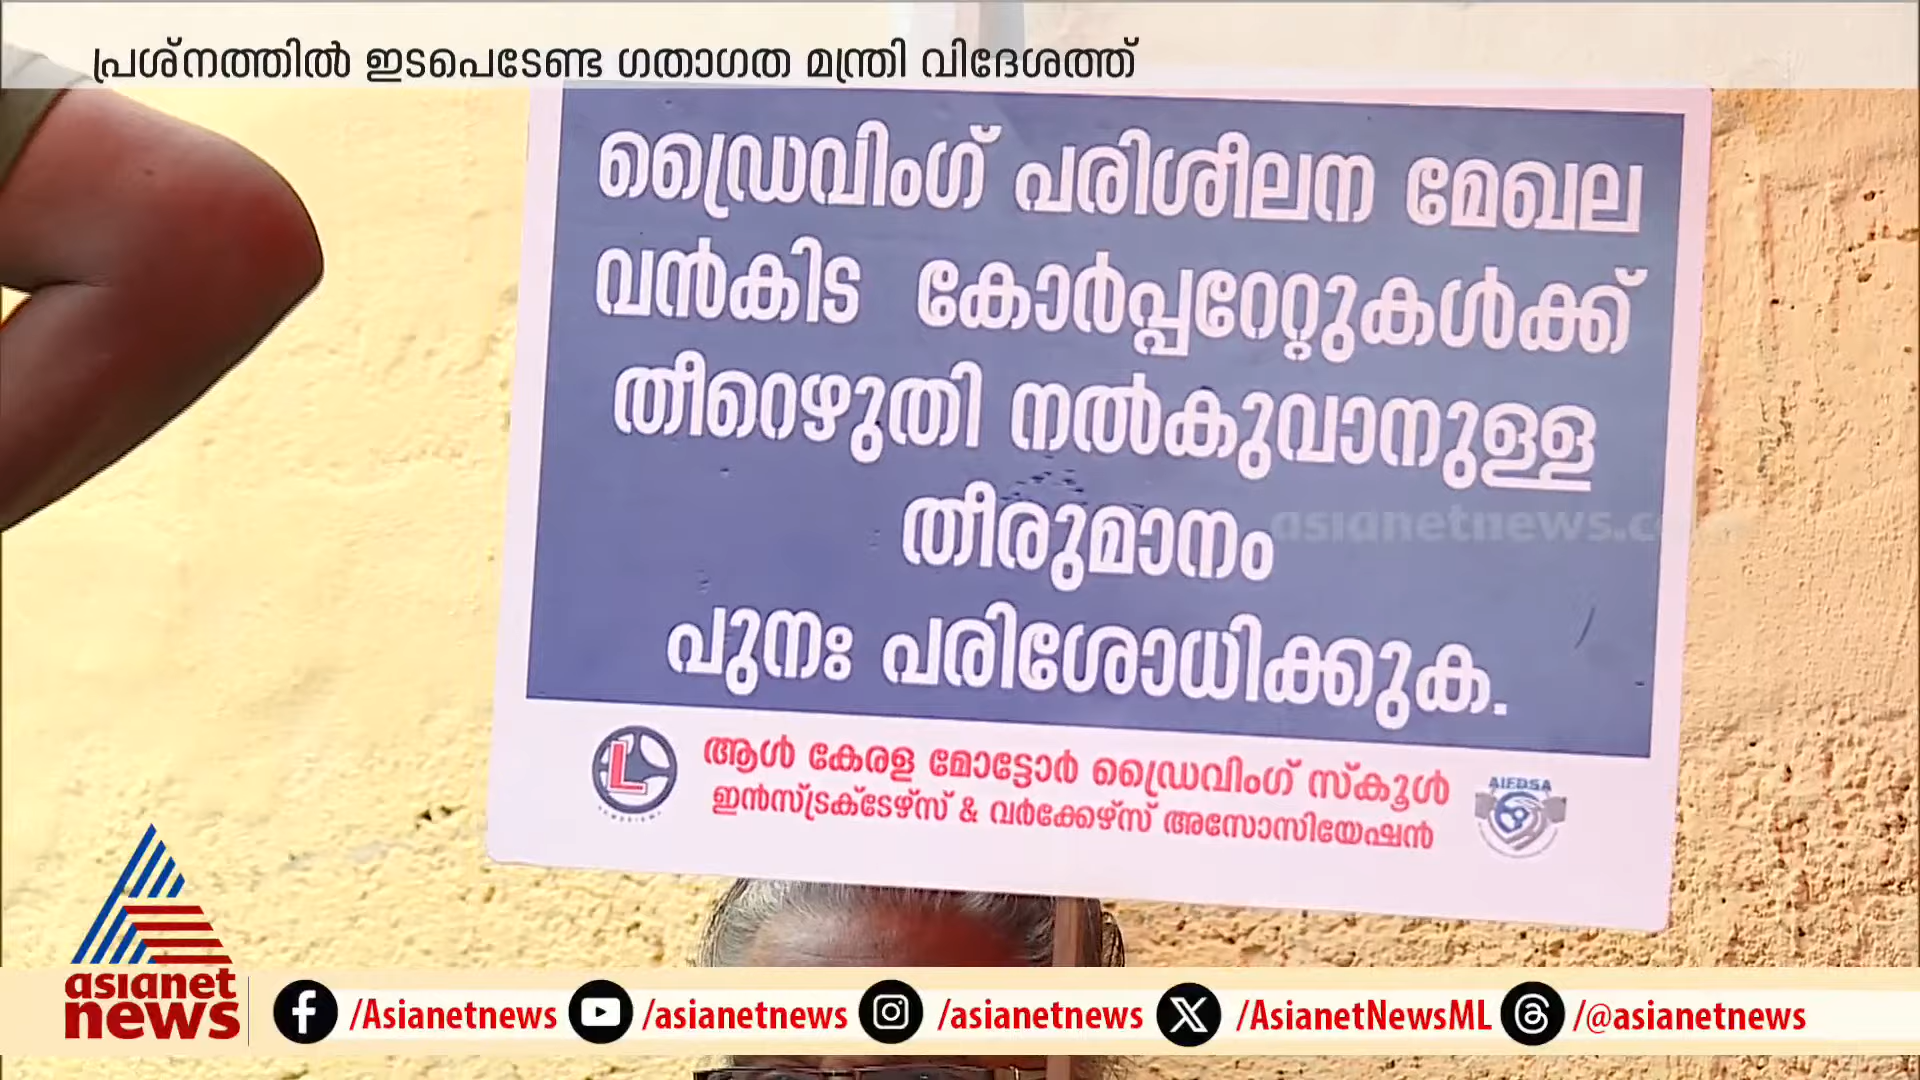 പ്രശ്നത്തിൽ ഇടപെടേണ്ട ഗതാഗത മന്ത്രി വിദേശത്ത്
ഡ്രൈവിംഗ് പരിശീലന മേഖല
വൻകിട കോർപ്പറേറ്റുകൾക്ക്
തീറെഴുതി നൽകുവാനുള്ള
തീരുമാനം
asianetnews.c
പുനഃ പരിശോധിക്കുക.
L
ആൾ കേരള മോട്ടോർ ഡ്രൈവിംഗ് സ്കൂൾ
ഇൻസ്ട്രക്ടേഴ്സ് & വർക്കേഴ്സ് അസോസിയേഷൻ
AIFDSA
asianet
news
/Asianetnews /asianetnews /asianetnews /AsianetNewsML /@asianetnews